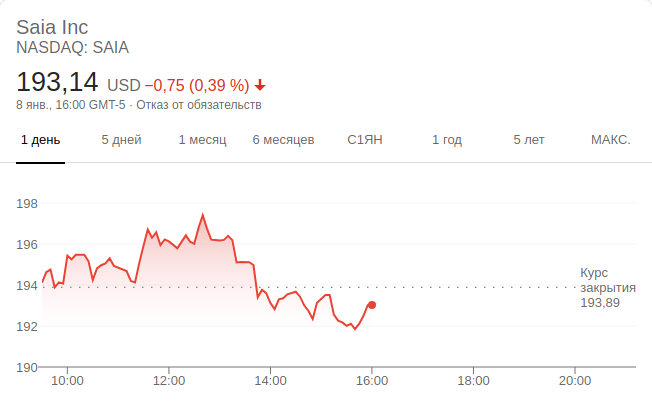 Saia Inc
NASDAQ: SAIA
193,14 USD −0,75 (0,39 %)
8 янв., 16:00 GMT-5 · Отказ от обязательств
1 день 5 дней 1 месяц 6 месяцев С1ЯН 1 год 5 лет МАКС.
198
196
194
192
190
Курс
закрытия
193,89
10:00 12:00 14:00 16:00 18:00 20:00